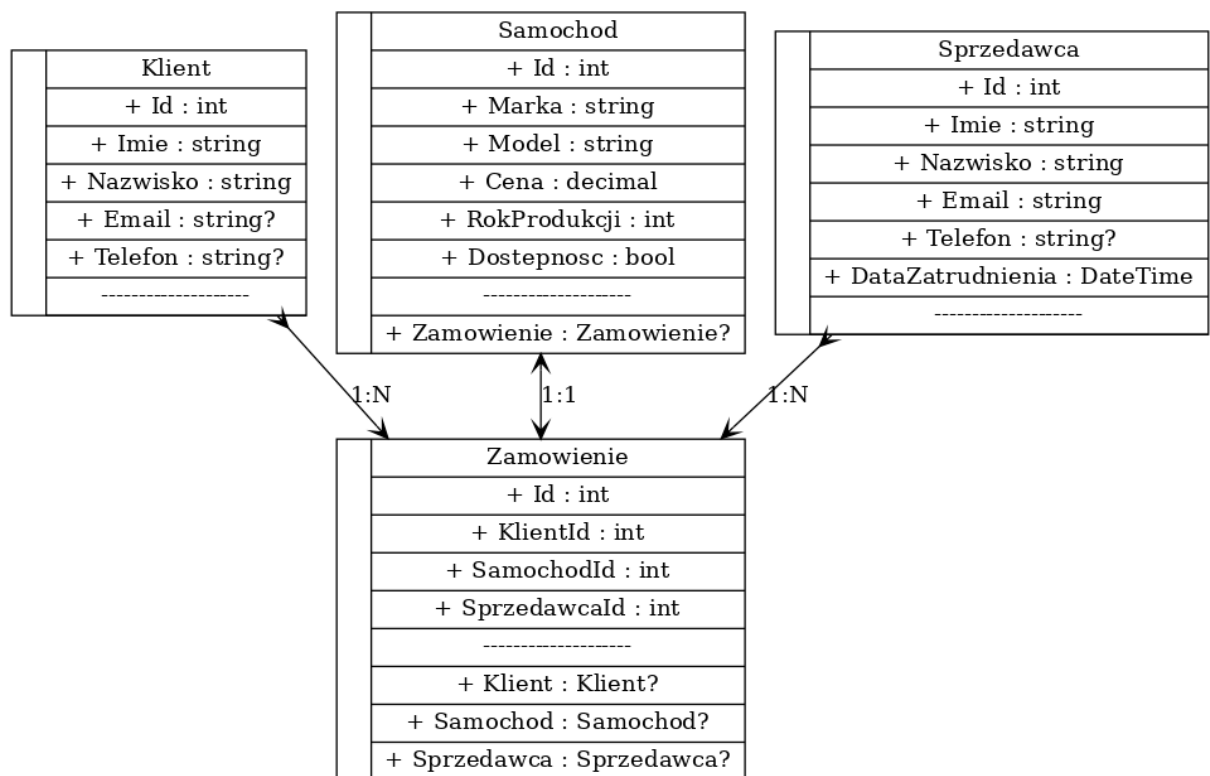 Klient
+ Id : int
+ Imie : string
+ Nazwisko : string
+ Email : string?
+ Telefon : string?
--------------------
Samochod
+ Id : int
+ Marka : string
+ Model : string
+ Cena : decimal
+ RokProdukcji : int
+ Dostepnosc : bool
--------------------
+ Zamowienie : Zamowienie?
Sprzedawca
+ Id : int
+ Imie : string
+ Nazwisko : string
+ Email : string
+ Telefon : string?
+ DataZatrudnienia : DateTime
--------------------
1:N
1:1
1:N
Zamowienie
+ Id : int
+ KlientId : int
+ SamochodId : int
+ SprzedawcaId : int
--------------------
+ Klient : Klient?
+ Samochod : Samochod?
+ Sprzedawca : Sprzedawca?